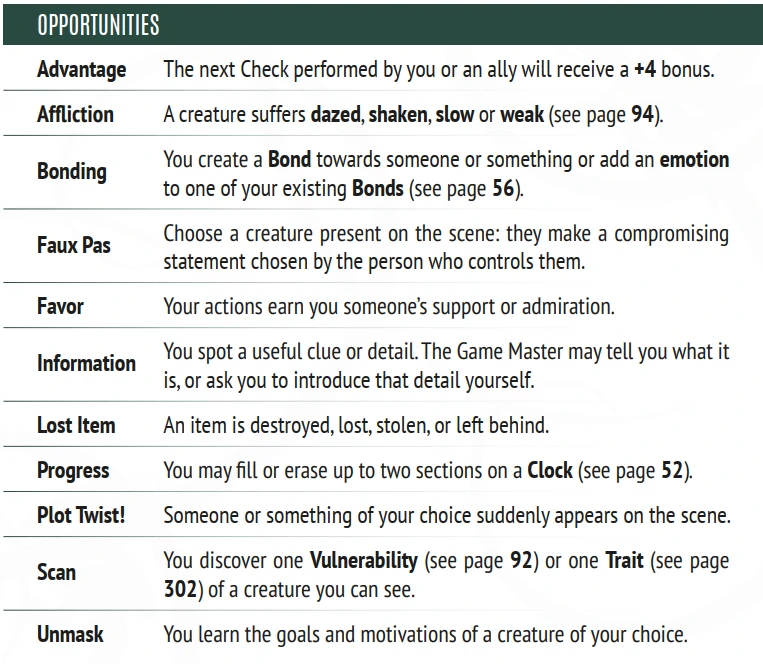 OPPORTUNITIES
Advantage The next Check performed by you or an ally will receive a +4 bonus.
Affliction A creature suffers dazed, shaken, slow or weak (see page 94).
Bonding You create a Bond towards someone or something or add an emotion
to one of your existing Bonds (see page 56).
Faux Pas Choose a creature present on the scene: they make a compromising
statement chosen by the person who controls them.
Favor Your actions earn you someone's support or admiration.
Information You spot a useful clue or detail. The Game Master may tell you what it
is, or ask you to introduce that detail yourself.
Lost Item An item is destroyed, lost, stolen, or left behind.
Progress You may fill or erase up to two sections on a Clock (see page 52).
Plot Twist! Someone or something of your choice suddenly appears on the scene.
Scan You discover one Vulnerability (see page 92) or one Trait (see page
302) of a creature you can see.
Unmask You learn the goals and motivations of a creature of your choice.